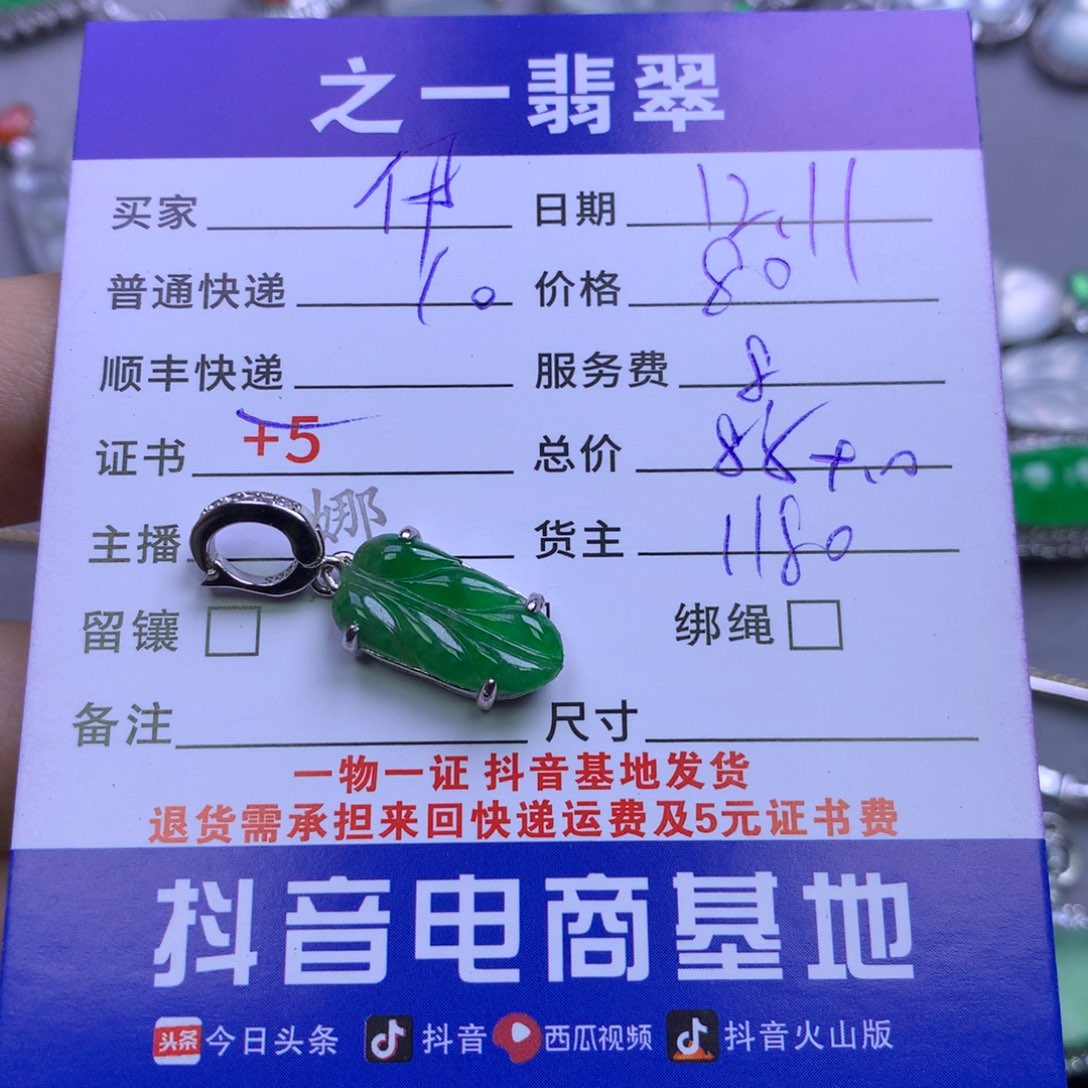 之一翡翠
买家 伊 日期 12.11
普通快递 10 价格 80
顺丰快递 服务费 8
证书 +5 总价 88+10
主播 娜 货主 1180
留镶 绑绳
备注 尺寸
一物一证 抖音基地发货
退货需承担来回快递运费及5元证书费
抖音电商基地
头条 今日头条 抖音 西瓜视频 抖音火山版